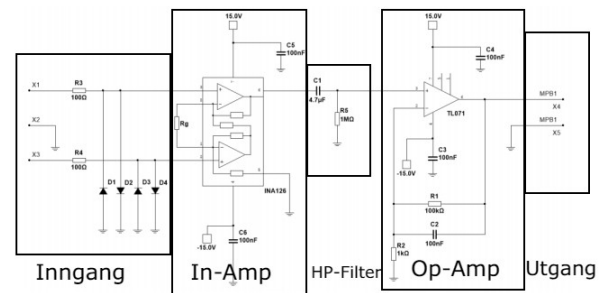 15.0V
C5
100nF
15.0V
C4
100nF
X1
R3
100Ω
X2
X3
R4
100Ω
D1
D2
D3
D4
Rg
INA126
C6
100nF
-15.0V
C1
4.7µF
R5
1MΩ
TL071
C3
100nF
-15.0V
R1
100kΩ
C2
100nF
R2
1kΩ
MPB1
X4
MPB1
X5
Inngang
In-Amp
HP-Filter
Op-Amp
Utgang